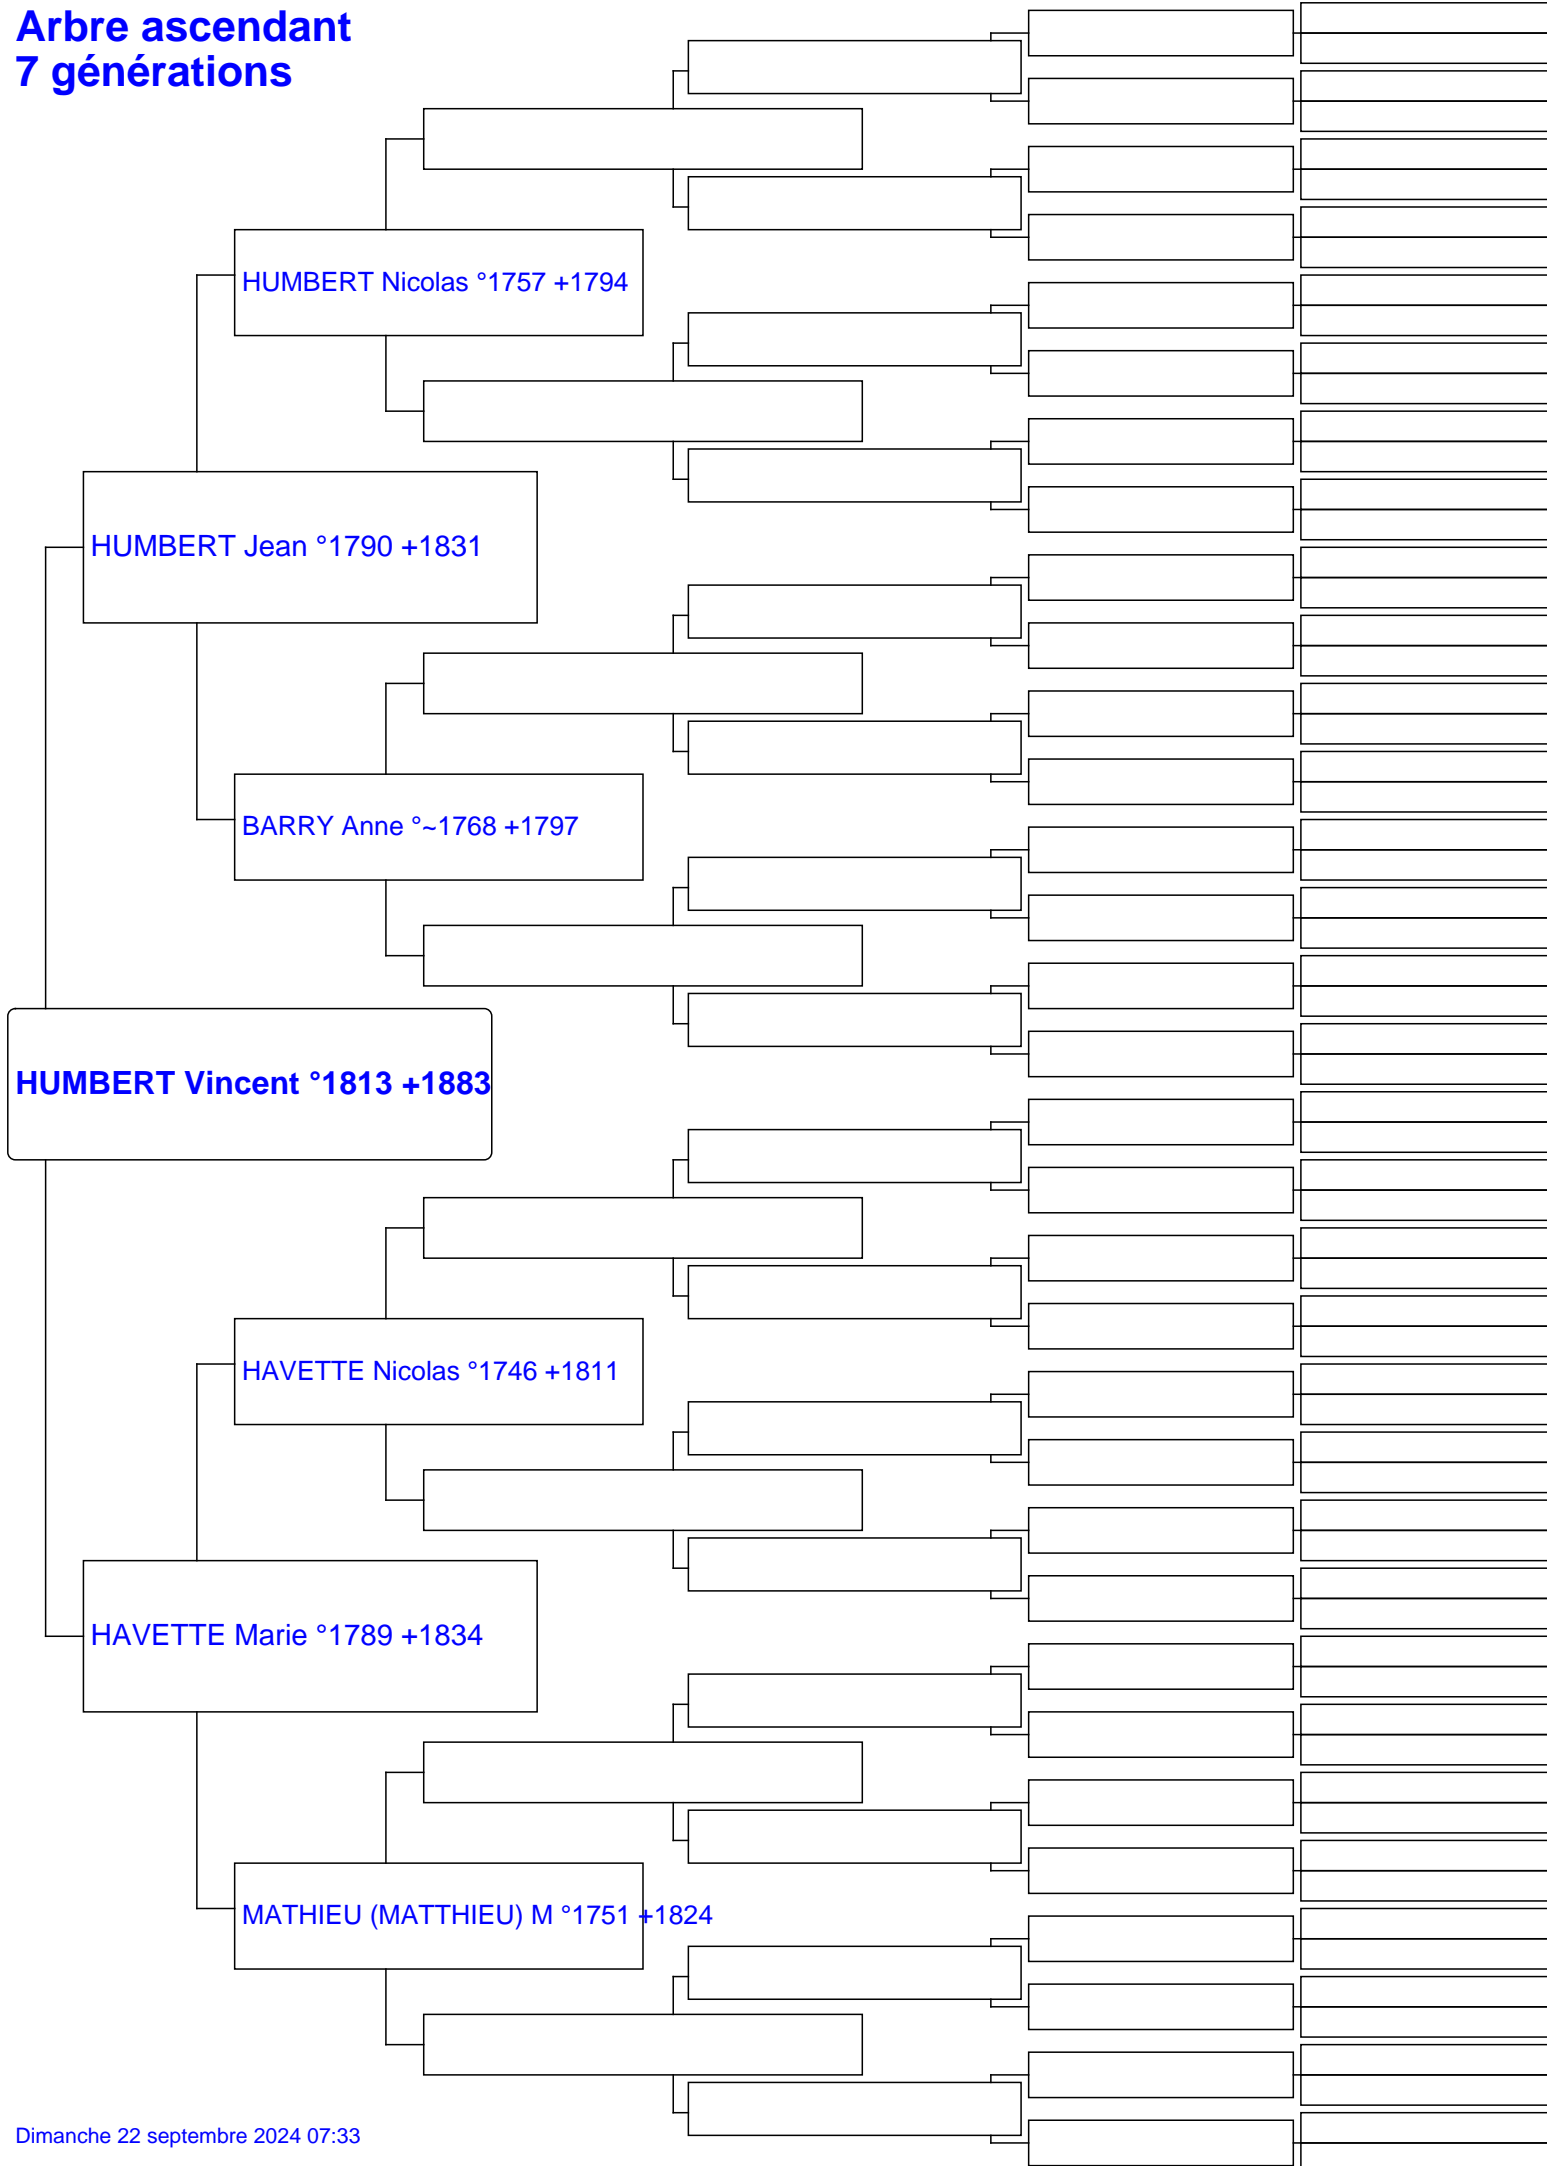 Arbre ascendant
7 générations
HUMBERT Nicolas °1757 +1794
HUMBERT Jean °1790 +1831
BARRY Anne °~1768 +1797
HUMBERT Vincent °1813 +1883
HAVETTE Nicolas °1746 +1811
HAVETTE Marie °1789 +1834
MATHIEU (MATTHIEU) M °1751 +1824
Dimanche 22 septembre 2024 07:33